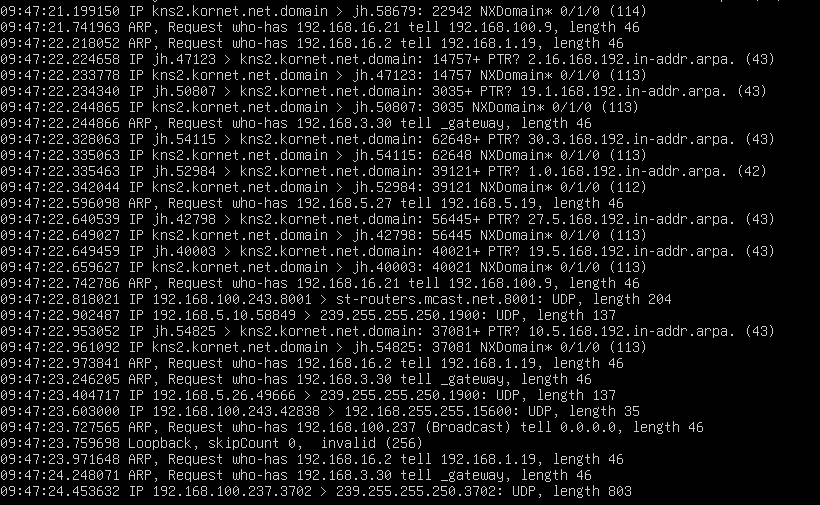 09:47:21.199150 IP kns2.kornet.net.domain > jh.58679: 22942 NXDomain* 0/1/0 (114)
09:47:21.741963 ARP, Request who-has 192.168.16.21 tell 192.168.100.9, length 46
09:47:22.218052 ARP, Request who-has 192.168.16.2 tell 192.168.1.19, length 46
09:47:22.224658 IP jh.47123 > kns2.kornet.net.domain: 14757+ PTR? 2.16.168.192.in-addr.arpa. (43)
09:47:22.233778 IP kns2.kornet.net.domain > jh.47123: 14757 NXDomain* 0/1/0 (113)
09:47:22.234340 IP jh.50807 > kns2.kornet.net.domain: 3035+ PTR? 19.1.168.192.in-addr.arpa. (43)
09:47:22.244865 IP kns2.kornet.net.domain > jh.50807: 3035 NXDomain* 0/1/0 (113)
09:47:22.244866 ARP, Request who-has 192.168.3.30 tell _gateway, length 46
09:47:22.328063 IP jh.54115 > kns2.kornet.net.domain: 62648+ PTR? 30.3.168.192.in-addr.arpa. (43)
09:47:22.335063 IP kns2.kornet.net.domain > jh.54115: 62648 NXDomain* 0/1/0 (113)
09:47:22.335463 IP jh.52984 > kns2.kornet.net.domain: 39121+ PTR? 1.0.168.192.in-addr.arpa. (42)
09:47:22.342044 IP kns2.kornet.net.domain > jh.52984: 39121 NXDomain* 0/1/0 (112)
09:47:22.596098 ARP, Request who-has 192.168.5.27 tell 192.168.5.19, length 46
09:47:22.640539 IP jh.42798 > kns2.kornet.net.domain: 56445+ PTR? 27.5.168.192.in-addr.arpa. (43)
09:47:22.649027 IP kns2.kornet.net.domain > jh.42798: 56445 NXDomain* 0/1/0 (113)
09:47:22.649459 IP jh.40003 > kns2.kornet.net.domain: 40021+ PTR? 19.5.168.192.in-addr.arpa. (43)
09:47:22.659627 IP kns2.kornet.net.domain > jh.40003: 40021 NXDomain* 0/1/0 (113)
09:47:22.742786 ARP, Request who-has 192.168.16.21 tell 192.168.100.9, length 46
09:47:22.818021 IP 192.168.100.243.8001 > st-routers.mcast.net.8001: UDP, length 204
09:47:22.902487 IP 192.168.5.10.58849 > 239.255.255.250.1900: UDP, length 137
09:47:22.953052 IP jh.54825 > kns2.kornet.net.domain: 37081+ PTR? 10.5.168.192.in-addr.arpa. (43)
09:47:22.961092 IP kns2.kornet.net.domain > jh.54825: 37081 NXDomain* 0/1/0 (113)
09:47:22.973841 ARP, Request who-has 192.168.16.2 tell 192.168.1.19, length 46
09:47:23.246205 ARP, Request who-has 192.168.3.30 tell _gateway, length 46
09:47:23.404717 IP 192.168.5.26.49666 > 239.255.255.250.1900: UDP, length 137
09:47:23.603000 IP 192.168.100.243.42838 > 192.168.255.255.15600: UDP, length 35
09:47:23.727565 ARP, Request who-has 192.168.100.237 (Broadcast) tell 0.0.0.0, length 46
09:47:23.759698 Loopback, skipCount 0,  invalid (256)
09:47:23.971648 ARP, Request who-has 192.168.16.2 tell 192.168.1.19, length 46
09:47:24.248071 ARP, Request who-has 192.168.3.30 tell _gateway, length 46
09:47:24.453632 IP 192.168.100.237.3702 > 239.255.255.250.3702: UDP, length 803